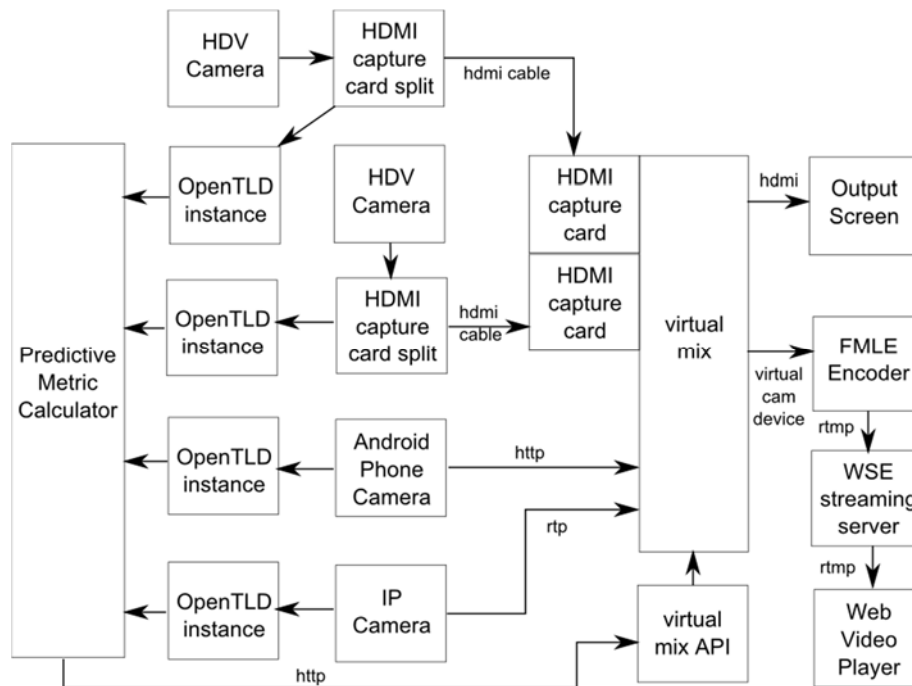 HDV
Camera
HDMI
capture
card split
hdmi cable
OpenTLD
instance
HDV
Camera
HDMI
capture
card
hdmi
Output
Screen
Predictive
Metric
Calculator
OpenTLD
instance
HDMI
capture
card split
hdmi
cable
HDMI
capture
card
virtual
mix
virtual
cam
device
FMLE
Encoder
rtmp
OpenTLD
instance
Android
Phone
Camera
http
WSE
streaming
server
rtp
rtmp
OpenTLD
instance
IP
Camera
virtual
mix API
Web
Video
Player
http